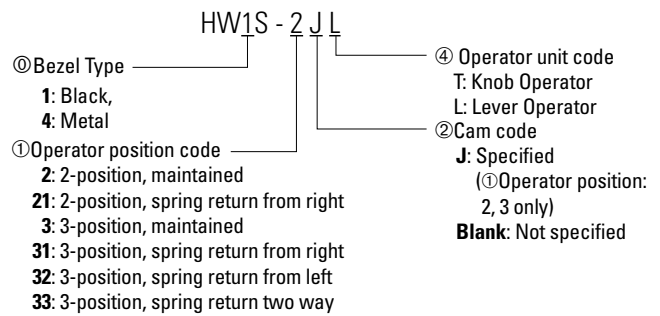 HW1S - 2 J L
⓪Bezel Type
1: Black,
4: Metal
①Operator position code
2: 2-position, maintained
21: 2-position, spring return from right
3: 3-position, maintained
31: 3-position, spring return from right
32: 3-position, spring return from left
33: 3-position, spring return two way
④ Operator unit code
T: Knob Operator
L: Lever Operator
②Cam code
J: Specified
(①Operator position:
2, 3 only)
Blank: Not specified